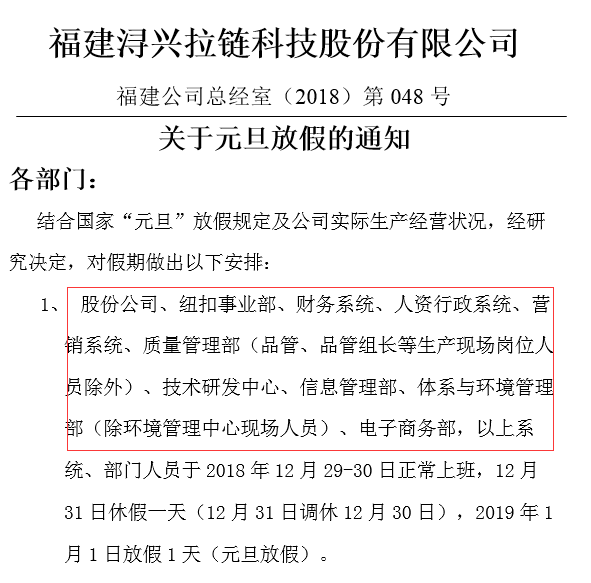 福建浔兴拉链科技股份有限公司
福建公司总经室（2018）第 048 号
关于元旦放假的通知
各部门：
结合国家“元旦”放假规定及公司实际生产经营状况，经研
究决定，对假期做出以下安排：
1、 股份公司、纽扣事业部、财务系统、人资行政系统、营
销系统、质量管理部（品管、品管组长等生产现场岗位人
员除外）、技术研发中心、信息管理部、体系与环境管理
部（除环境管理中心现场人员）、电子商务部，以上系
统、部门人员于 2018 年 12 月 29-30 日正常上班，12 月
31 日休假一天（12 月 31 日调休 12 月 30 日），2019 年 1
月 1 日放假 1 天（元旦放假）。